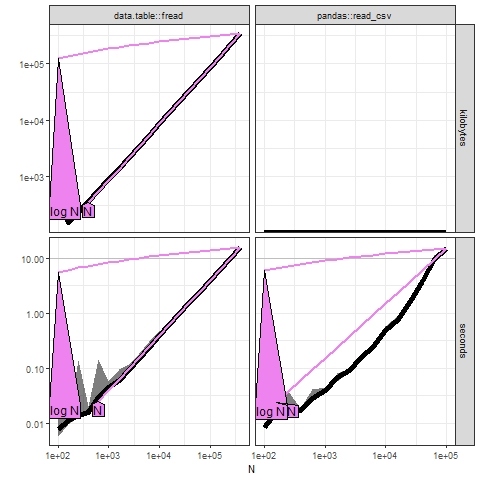 data.table::fread
pandas::read_csv
1e+05
1e+04
1e+03
kilobytes
log N
N
10.00
1.00
0.10
0.01
seconds
log N
N
log N
N
1e+02
1e+03
1e+04
1e+05
1e+02
1e+03
1e+04
1e+05
N